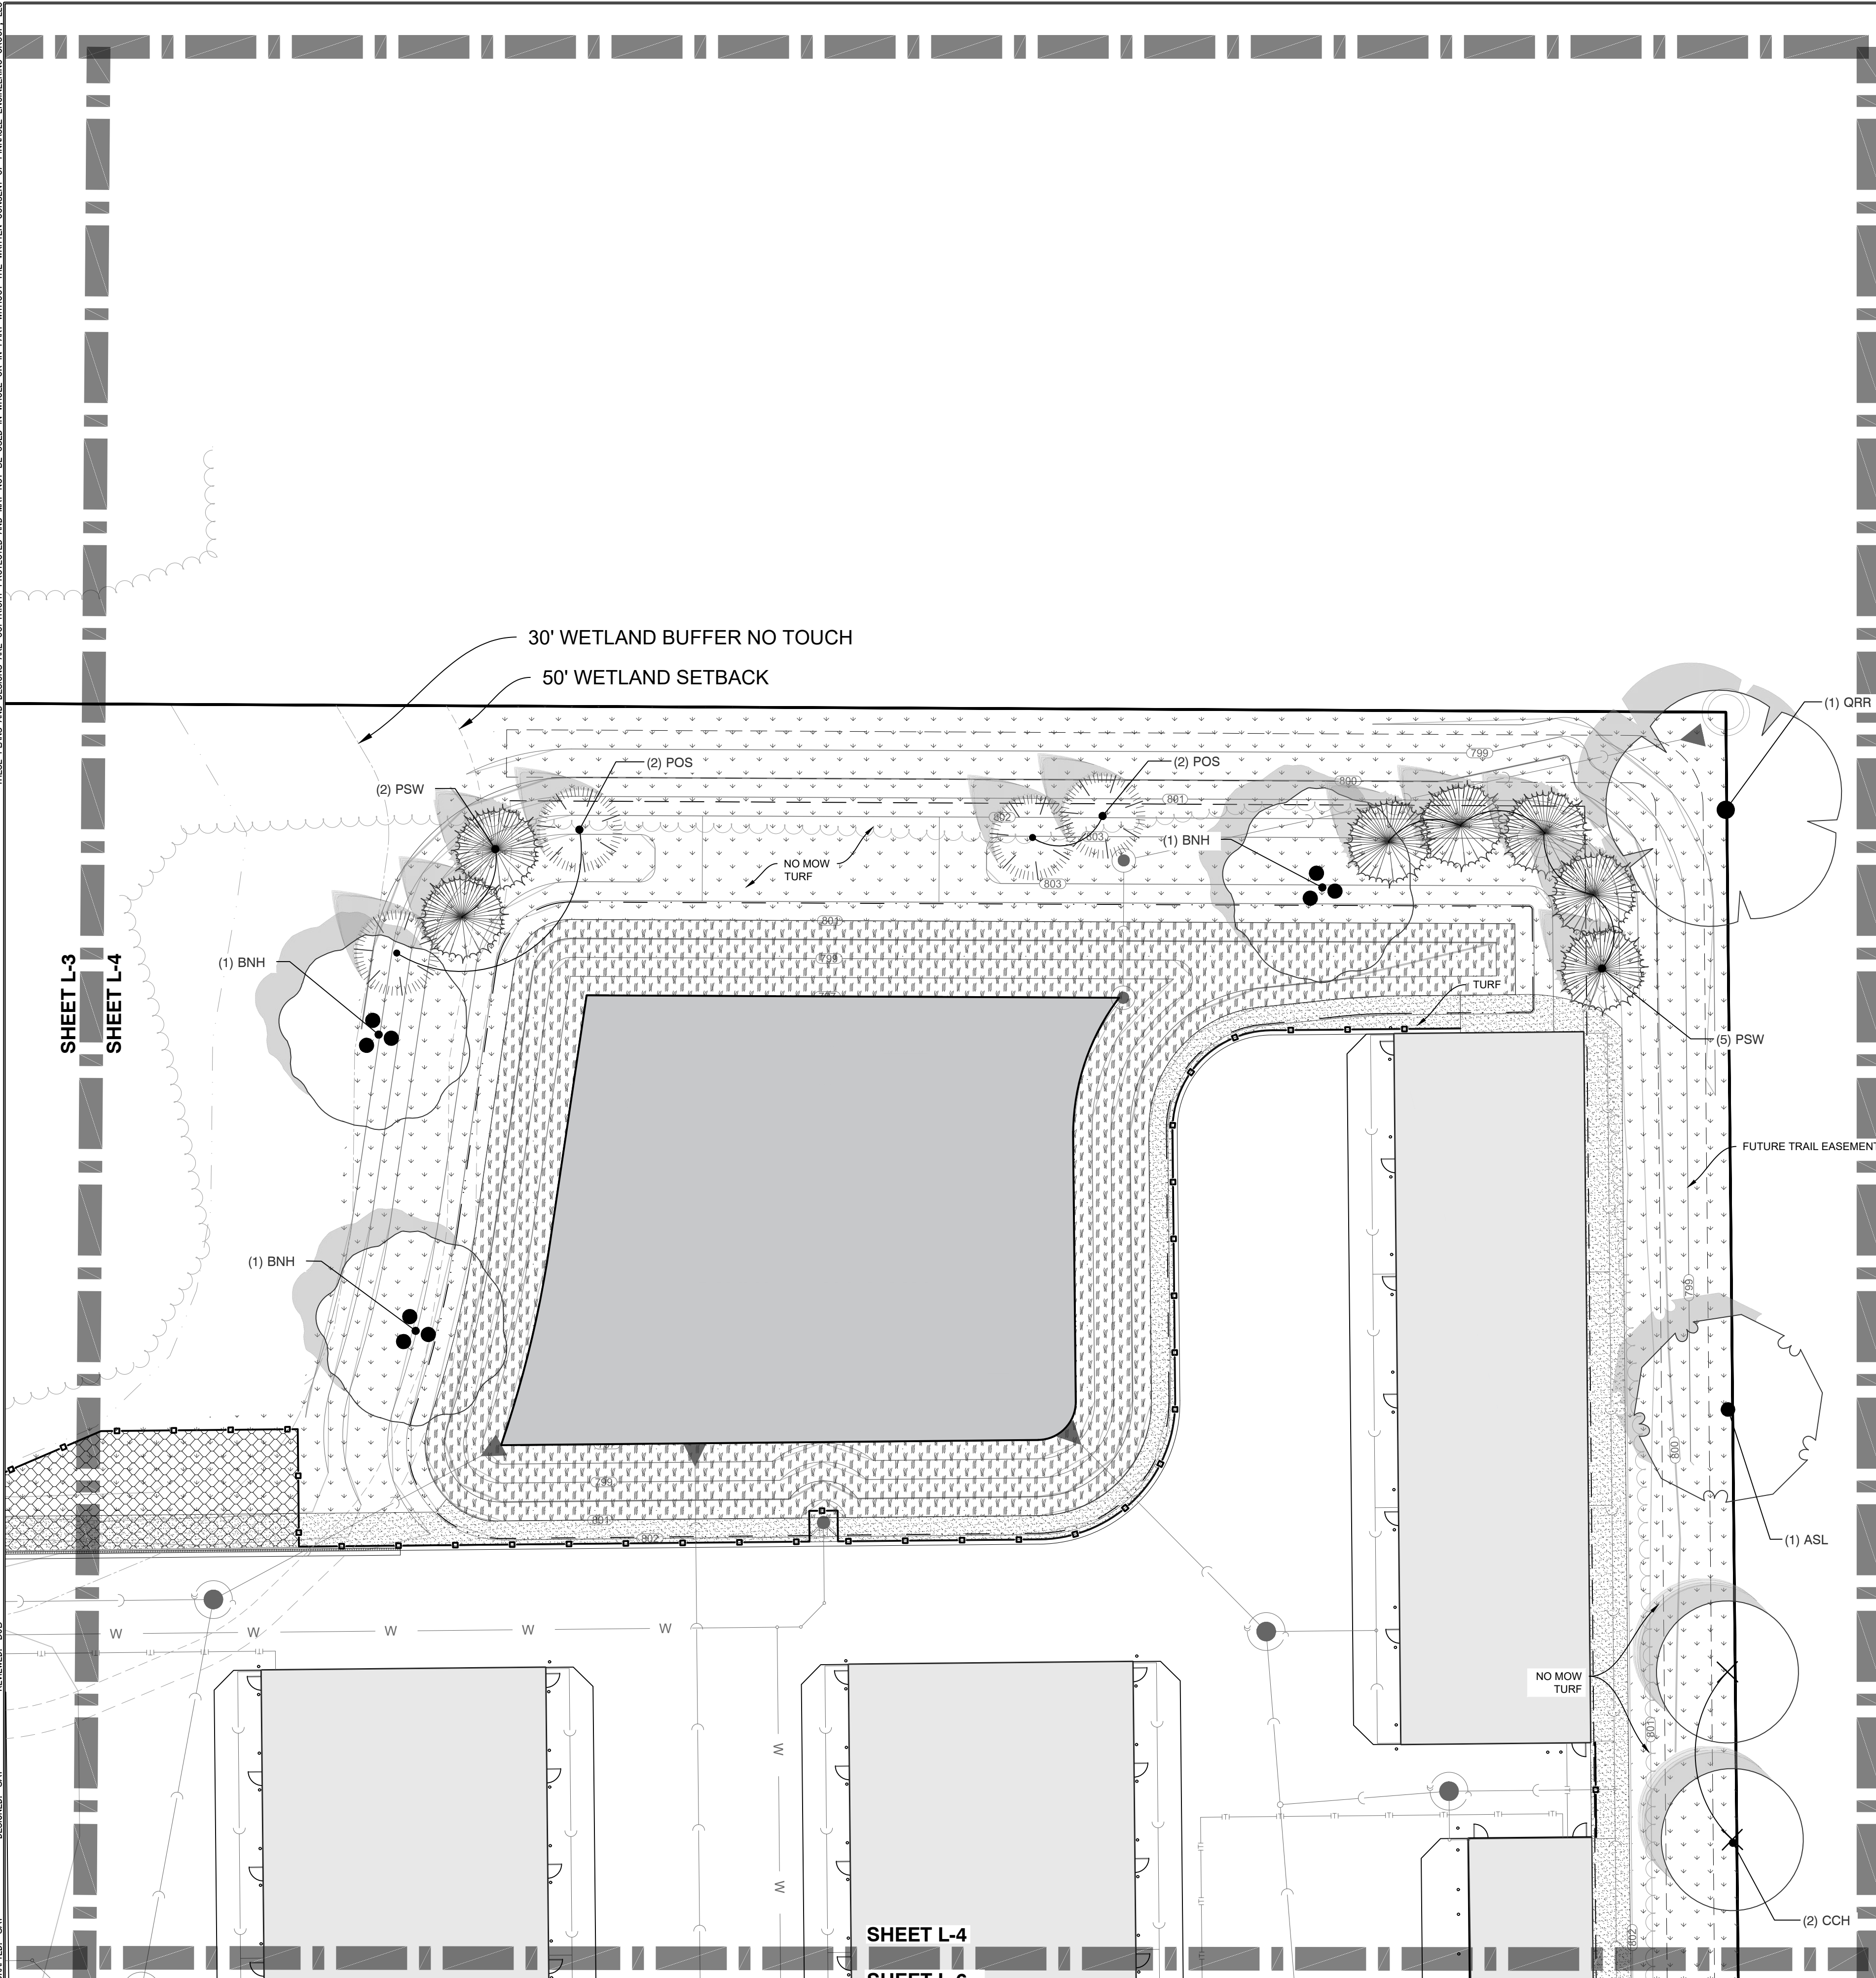 30' WETLAND BUFFER NO TOUCH
50' WETLAND SETBACK
(1) QRR
799
(2) POS
(2) POS
(2) PSW
800
801
802
803
(1) BNH
NO MOW
TURF
803
801
(1) BNH
799
SHEET L-3
SHEET L-4
TURF
(5) PSW
FUTURE TRAIL EASEMENT
(1) BNH
799
800
799
801
802
(1) ASL
W W W W W
NO MOW
TURF
801
W
W
(2) CCH
802
SHEET L-4